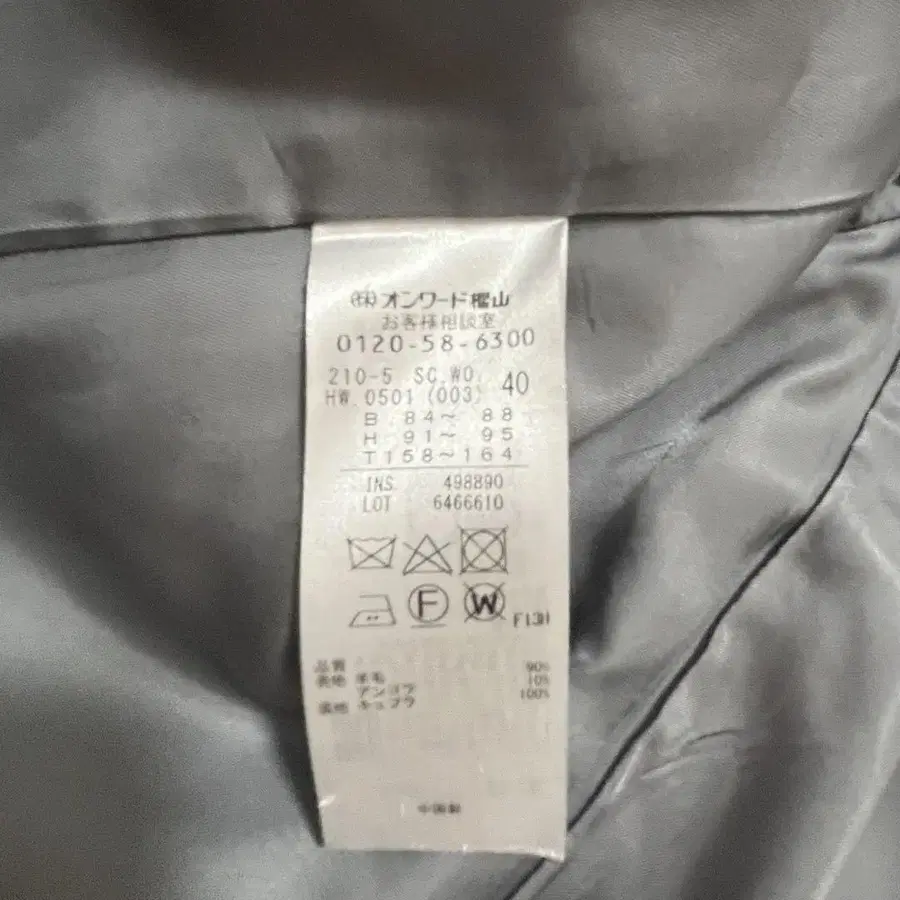 ㈱オンワード樫山
お客様相談室
0120-58-6300
210-5 SC.WO. 40
HW. 0501 (003)
B 84～ 88
H 91～ 95
T158～164
INS 498890
LOT 6466610
F
W
品質
表地 羊毛 90%
アンゴラ 10%
裏地 キュプラ 100%
中国製